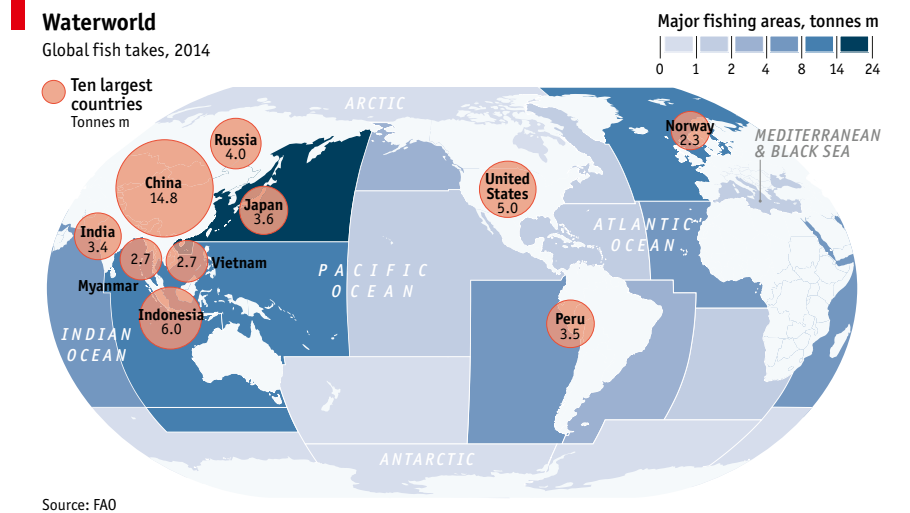 Waterworld
Global fish takes, 2014
Ten largest
countries
Tonnes m
Major fishing areas, tonnes m
0 1 2 4 8 14 24
ARCTIC
Russia
4.0
Norway
2.3
MEDITERRANEAN
& BLACK SEA
China
14.8
United
States
5.0
Japan
3.6
India
3.4
ATLANTIC
OCEAN
2.7
Myanmar
2.7
Vietnam
PACIFIC
OCEAN
Indonesia
6.0
Peru
3.5
INDIAN
OCEAN
ANTARCTIC
Source: FAO